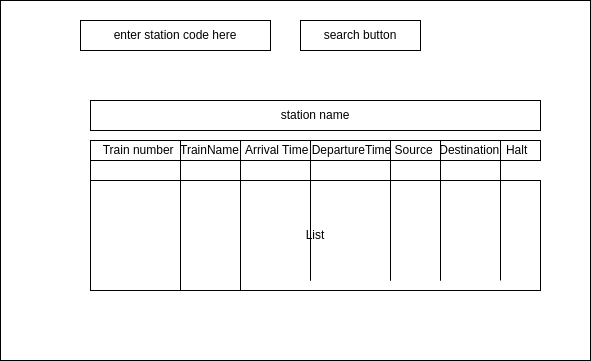 enter station code here search button
station name
Train number TrainName Arrival Time DepartureTime Source Destination Halt
List